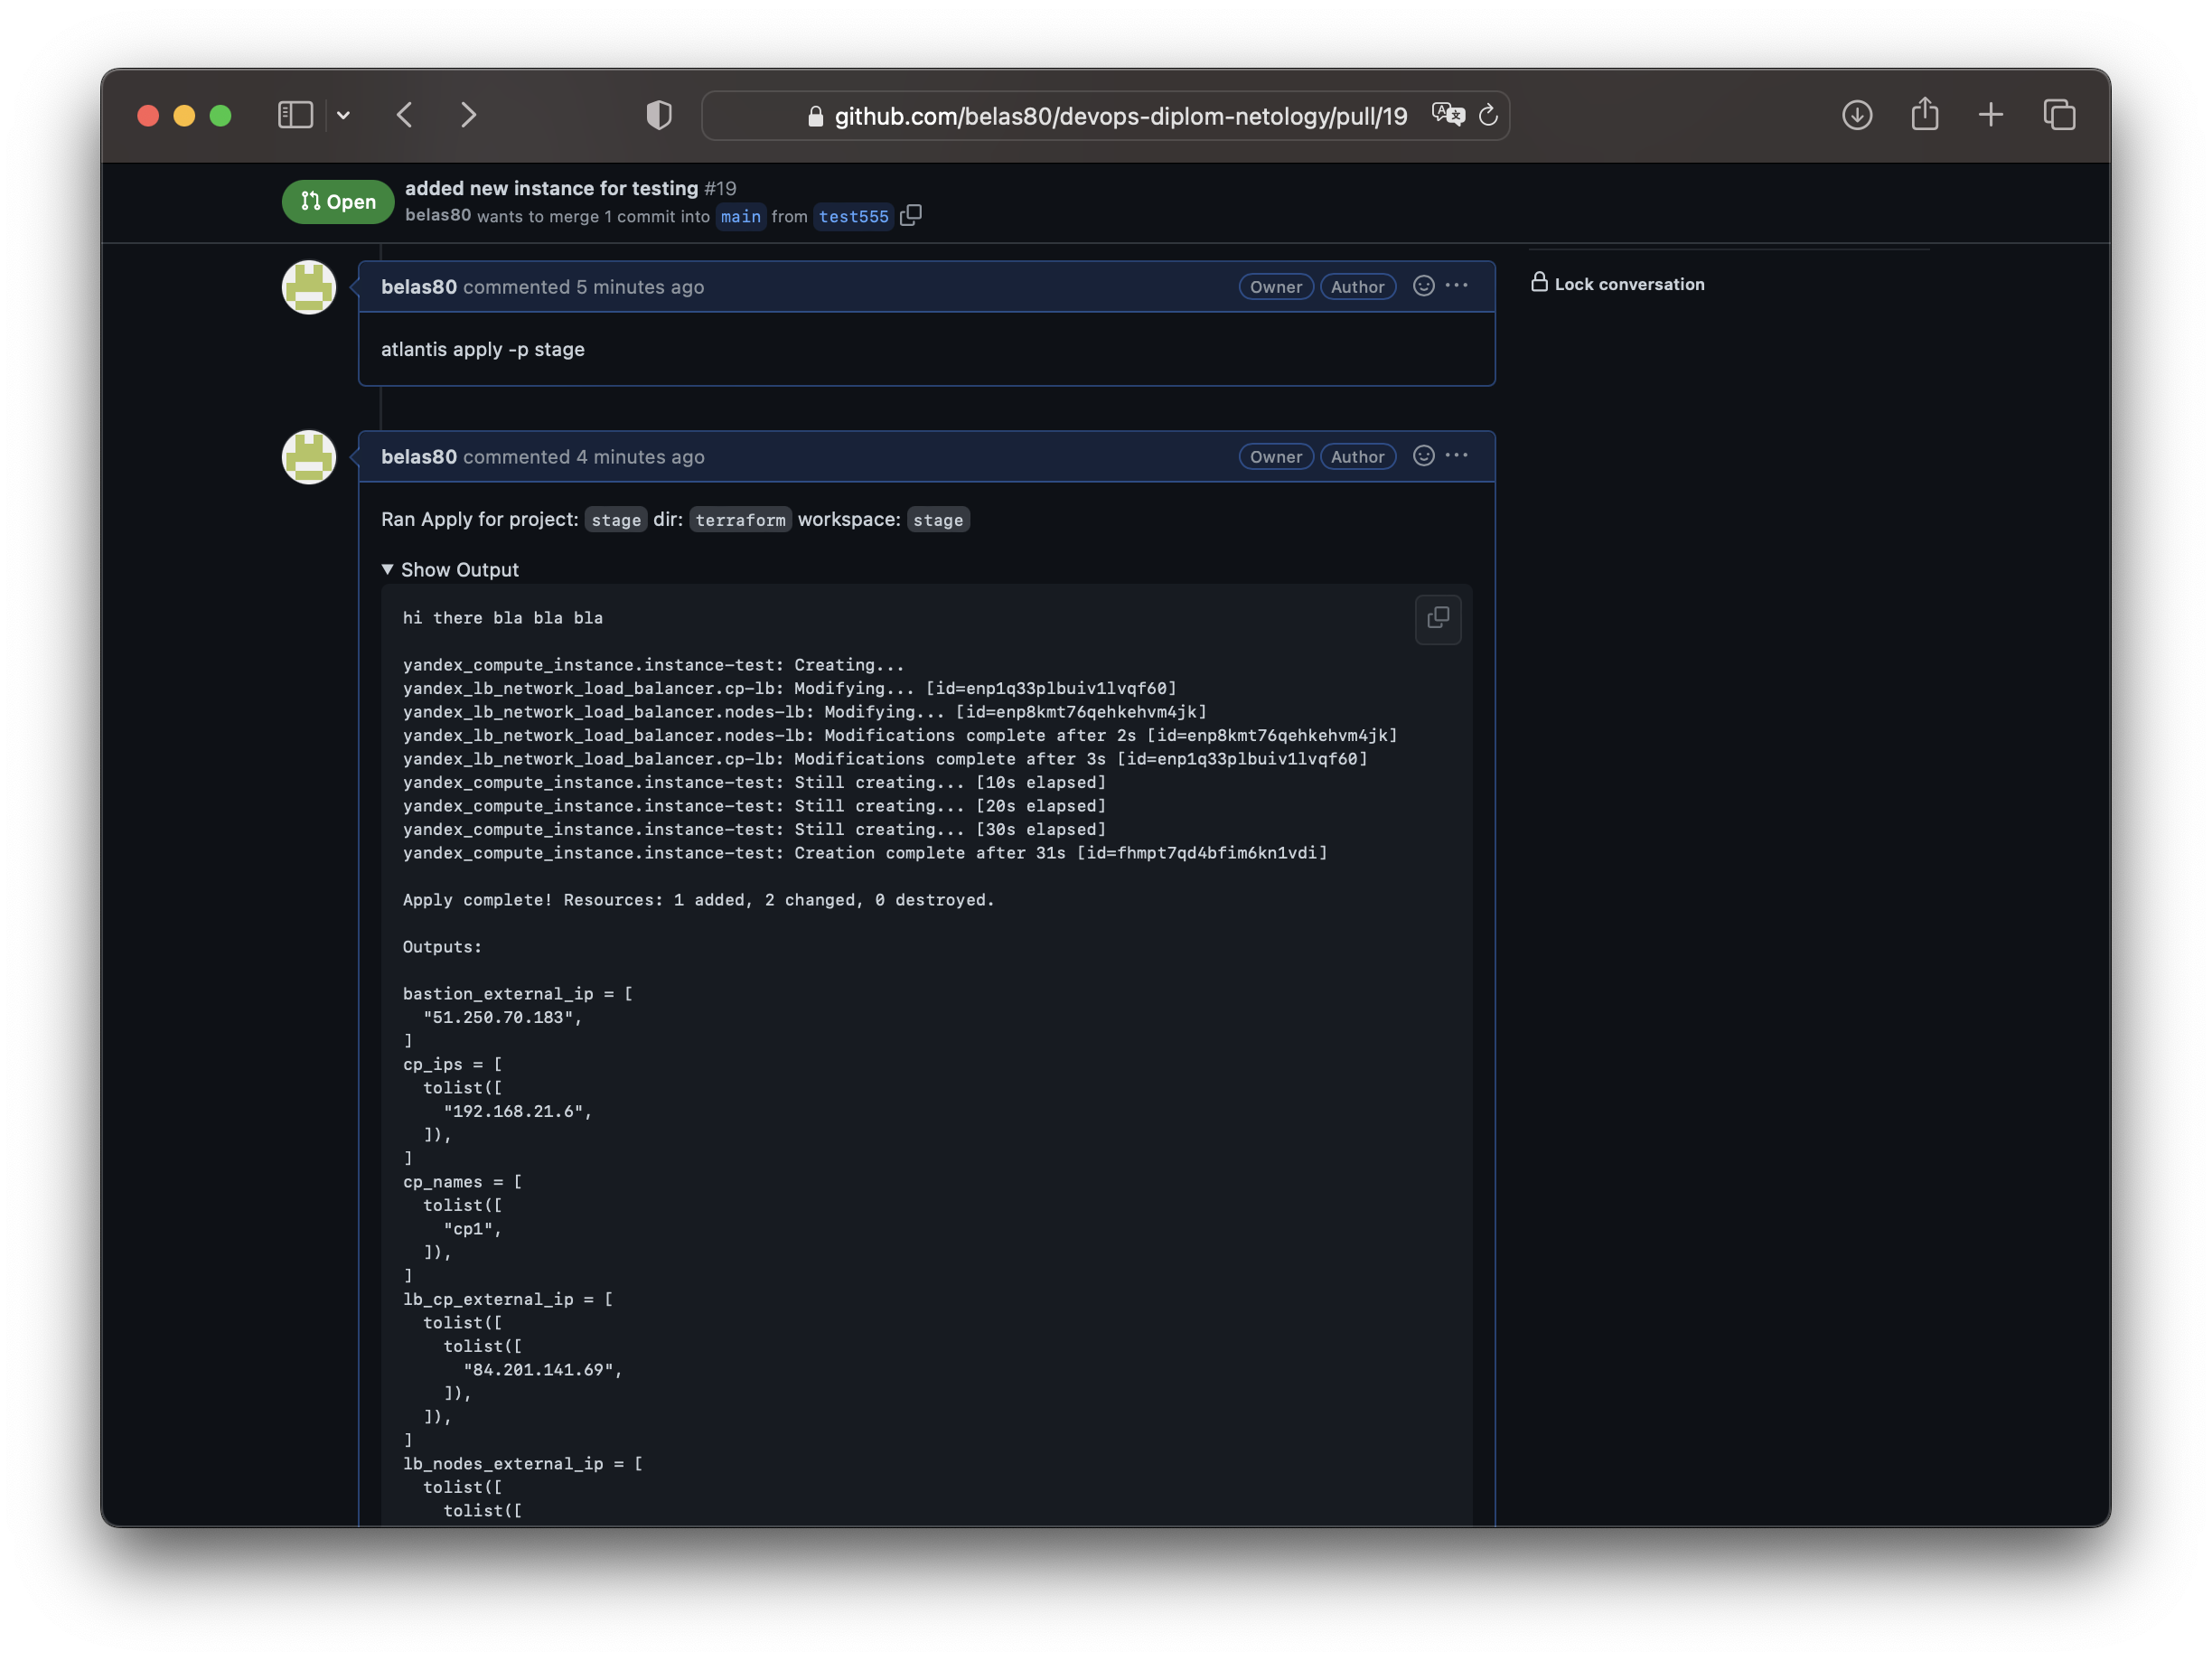 github.com/belas80/devops-diplom-netology/pull/19
Open
added new instance for testing #19
belas80 wants to merge 1 commit into main from test555
belas80 commented 5 minutes ago
Owner Author
Lock conversation
atlantis apply -p stage
belas80 commented 4 minutes ago
Owner Author
Ran Apply for project: stage dir: terraform workspace: stage
Show Output
hi there bla bla bla
yandex_compute_instance.instance-test: Creating...
yandex_lb_network_load_balancer.cp-lb: Modifying... [id=enp1q33plbuiv1lvqf60]
yandex_lb_network_load_balancer.nodes-lb: Modifying... [id=enp8kmt76qehkehvm4jk]
yandex_lb_network_load_balancer.nodes-lb: Modifications complete after 2s [id=enp8kmt76qehkehvm4jk]
yandex_lb_network_load_balancer.cp-lb: Modifications complete after 3s [id=enp1q33plbuiv1lvqf60]
yandex_compute_instance.instance-test: Still creating... [10s elapsed]
yandex_compute_instance.instance-test: Still creating... [20s elapsed]
yandex_compute_instance.instance-test: Still creating... [30s elapsed]
yandex_compute_instance.instance-test: Creation complete after 31s [id=fhmpt7qd4bfim6kn1vdi]
Apply complete! Resources: 1 added, 2 changed, 0 destroyed.
Outputs:
bastion_external_ip = [
"51.250.70.183",
]
cp_ips = [
tolist([
"192.168.21.6",
]),
]
cp_names = [
tolist([
"cp1",
]),
]
lb_cp_external_ip = [
tolist([
tolist([
"84.201.141.69",
]),
]),
]
lb_nodes_external_ip = [
tolist([
tolist([